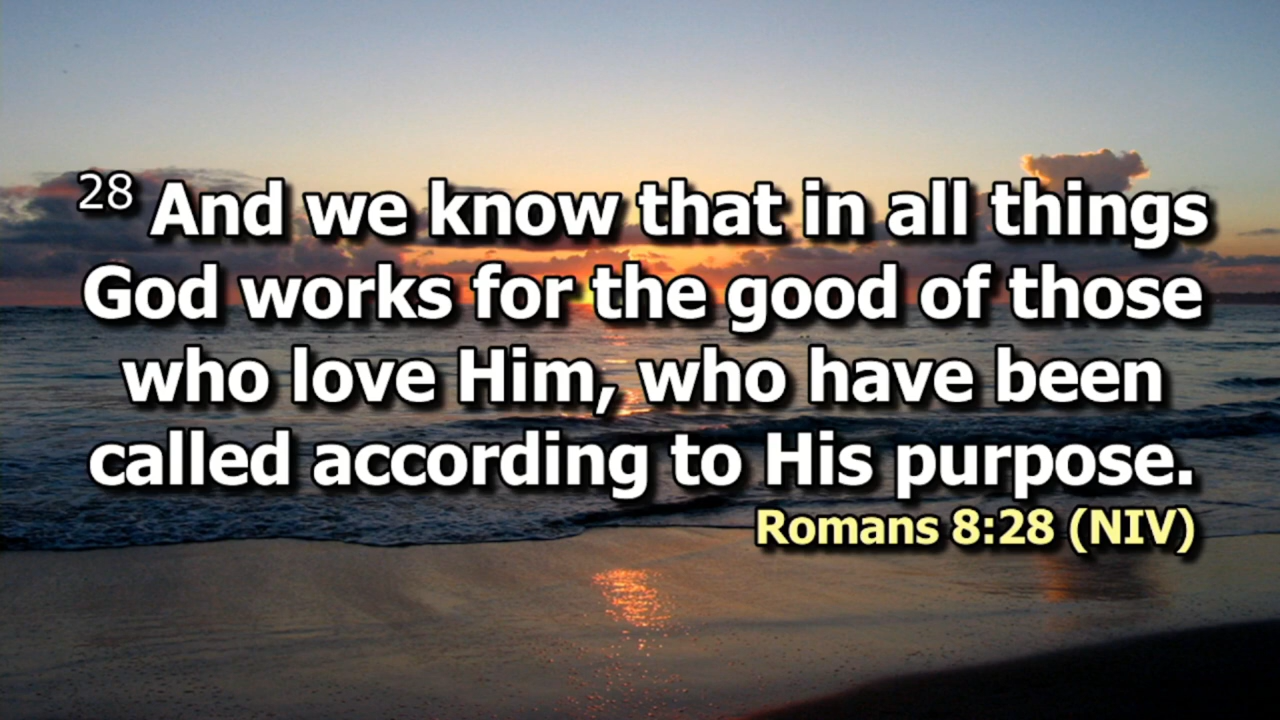 28 And we know that in all things
God works for the good of those
who love Him, who have been
called according to His purpose.
Romans 8:28 (NIV)